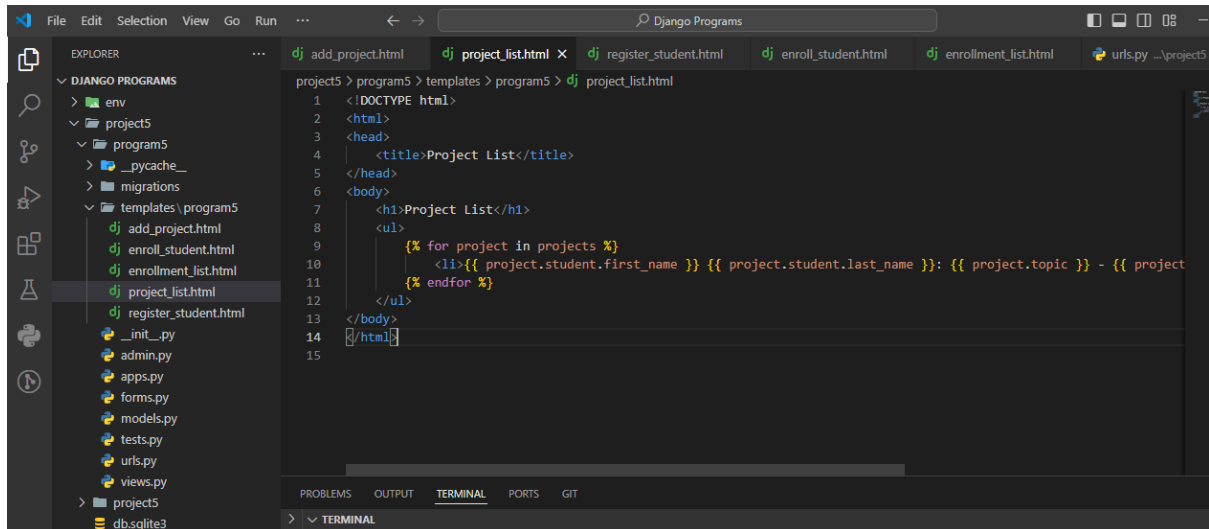 File Edit Selection View Go Run ... Django Programs
EXPLORER ...
DJANGO PROGRAMS
env
project5
program5
__pycache__
migrations
templates\program5
add_project.html
enroll_student.html
enrollment_list.html
project_list.html
register_student.html
__init__.py
admin.py
apps.py
forms.py
models.py
tests.py
urls.py
views.py
project5
db.sqlite3
dj add_project.html dj project_list.html dj register_student.html dj enroll_student.html dj enrollment_list.html urls.py ...\project5
project5 > program5 > templates > program5 > dj project_list.html
1 <!DOCTYPE html>
2 <html>
3 <head>
4 <title>Project List</title>
5 </head>
6 <body>
7 <h1>Project List</h1>
8 <ul>
9 {% for project in projects %}
10 <li>{{ project.student.first_name }} {{ project.student.last_name }}: {{ project.topic }} - {{ project
11 {% endfor %}
12 </ul>
13 </body>
14 </html>
15
PROBLEMS OUTPUT TERMINAL PORTS GIT
TERMINAL